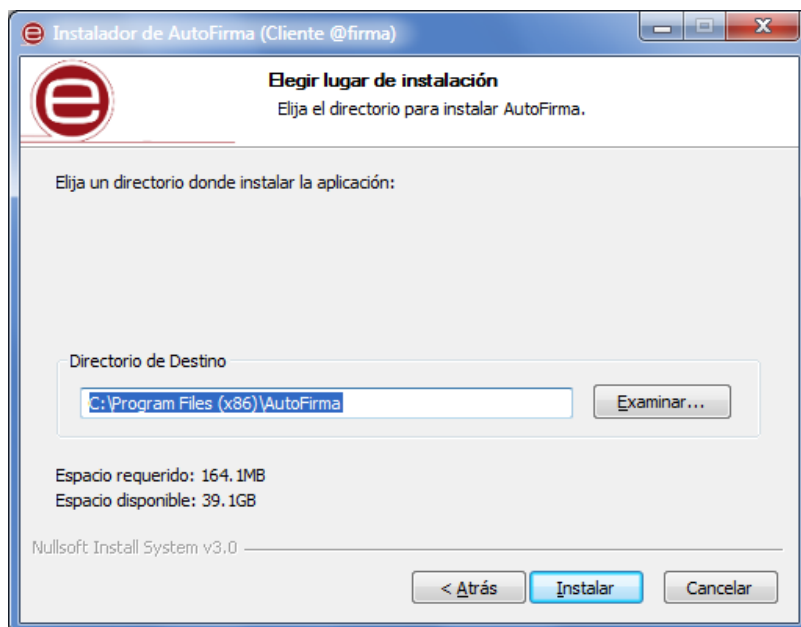 e Instalador de AutoFirma (Cliente @firma)
e
Elegir lugar de instalación
Elija el directorio para instalar AutoFirma.
Elija un directorio donde instalar la aplicación:
Directorio de Destino
C:\Program Files (x86)\AutoFirma
Examinar...
Espacio requerido: 164.1MB
Espacio disponible: 39.1GB
Nullsoft Install System v3.0
< Atrás Instalar Cancelar